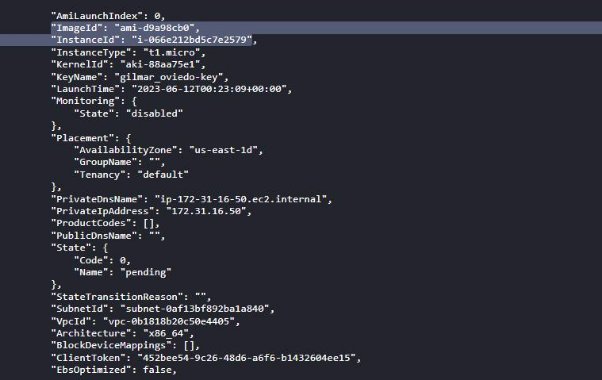 "AmiLaunchIndex": 0,
"ImageId": "ami-d9a98cb0",
"InstanceId": "i-066e212bd5c7e2579",
"InstanceType": "t1.micro",
"KernelId": "aki-88aa75e1",
"KeyName": "gilmar_oviedo-key",
"LaunchTime": "2023-06-12T00:23:09+00:00",
"Monitoring": {
"State": "disabled"
},
"Placement": {
"AvailabilityZone": "us-east-1d",
"GroupName": "",
"Tenancy": "default"
},
"PrivateDnsName": "ip-172-31-16-50.ec2.internal",
"PrivateIpAddress": "172.31.16.50",
"ProductCodes": [],
"PublicDnsName": "",
"State": {
"Code": 0,
"Name": "pending"
},
"StateTransitionReason": "",
"SubnetId": "subnet-0af13bf892ba1a840",
"VpcId": "vpc-0b1818b20c50e4405",
"Architecture": "x86_64",
"BlockDeviceMappings": [],
"ClientToken": "452bee54-9c26-48d6-a6f6-b1432604ee15",
"EbsOptimized": false,